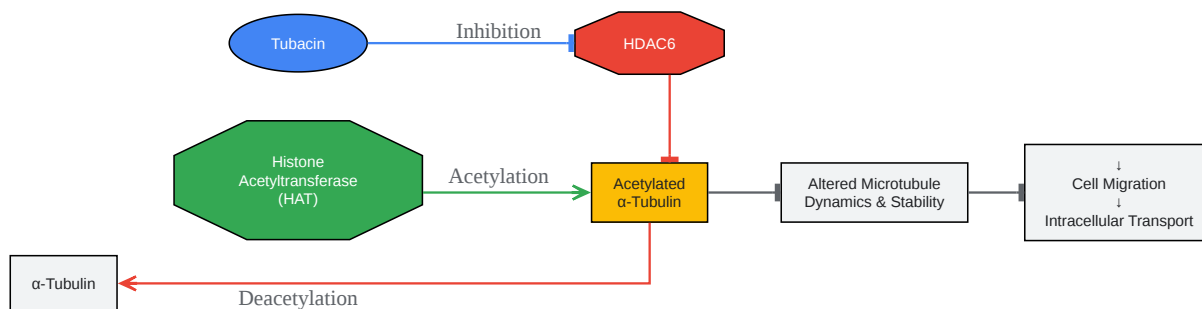 Tubacin
Inhibition
HDAC6
Histone
Acetyltransferase
(HAT)
Acetylation
Acetylated
α-Tubulin
Altered Microtubule
Dynamics & Stability
↓
Cell Migration
↓
Intracellular Transport
α-Tubulin
Deacetylation